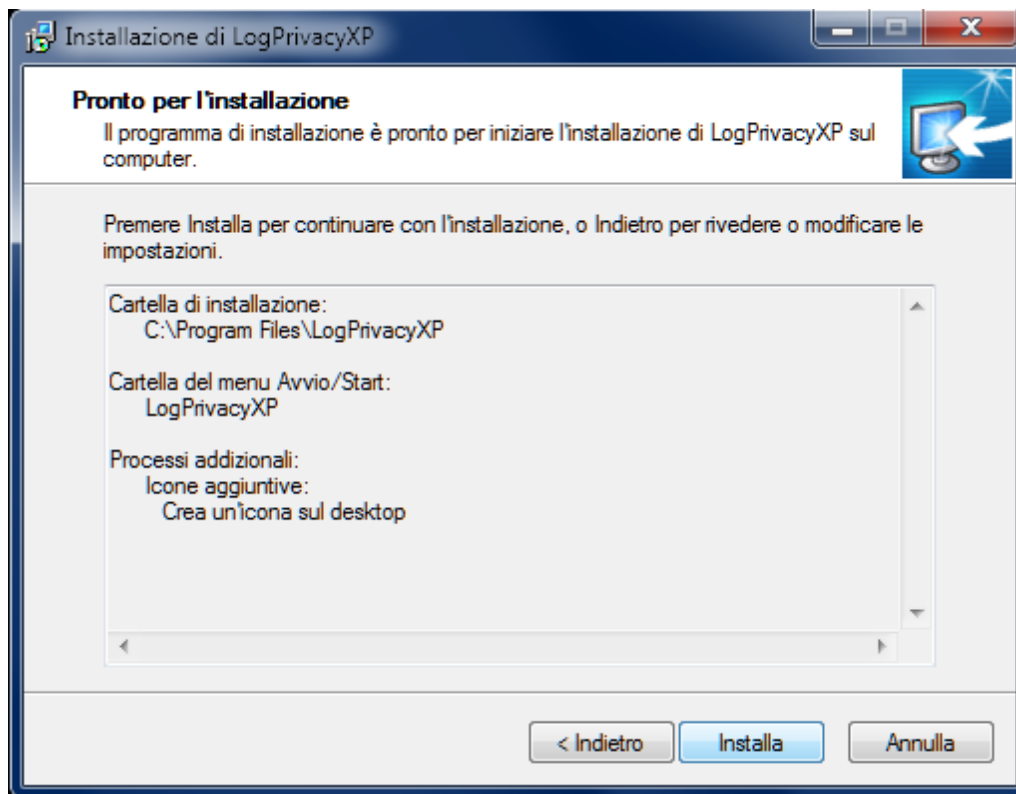 Installazione di LogPrivacyXP
Pronto per l'installazione
Il programma di installazione è pronto per iniziare l'installazione di LogPrivacyXP sul
computer.
Premere Installa per continuare con l'installazione, o Indietro per rivedere o modificare le
impostazioni.
Cartella di installazione:
C:\Program Files\LogPrivacyXP
Cartella del menu Avvio/Start:
LogPrivacyXP
Processi addizionali:
Icone aggiuntive:
Crea un'icona sul desktop
< Indietro
Installa
Annulla